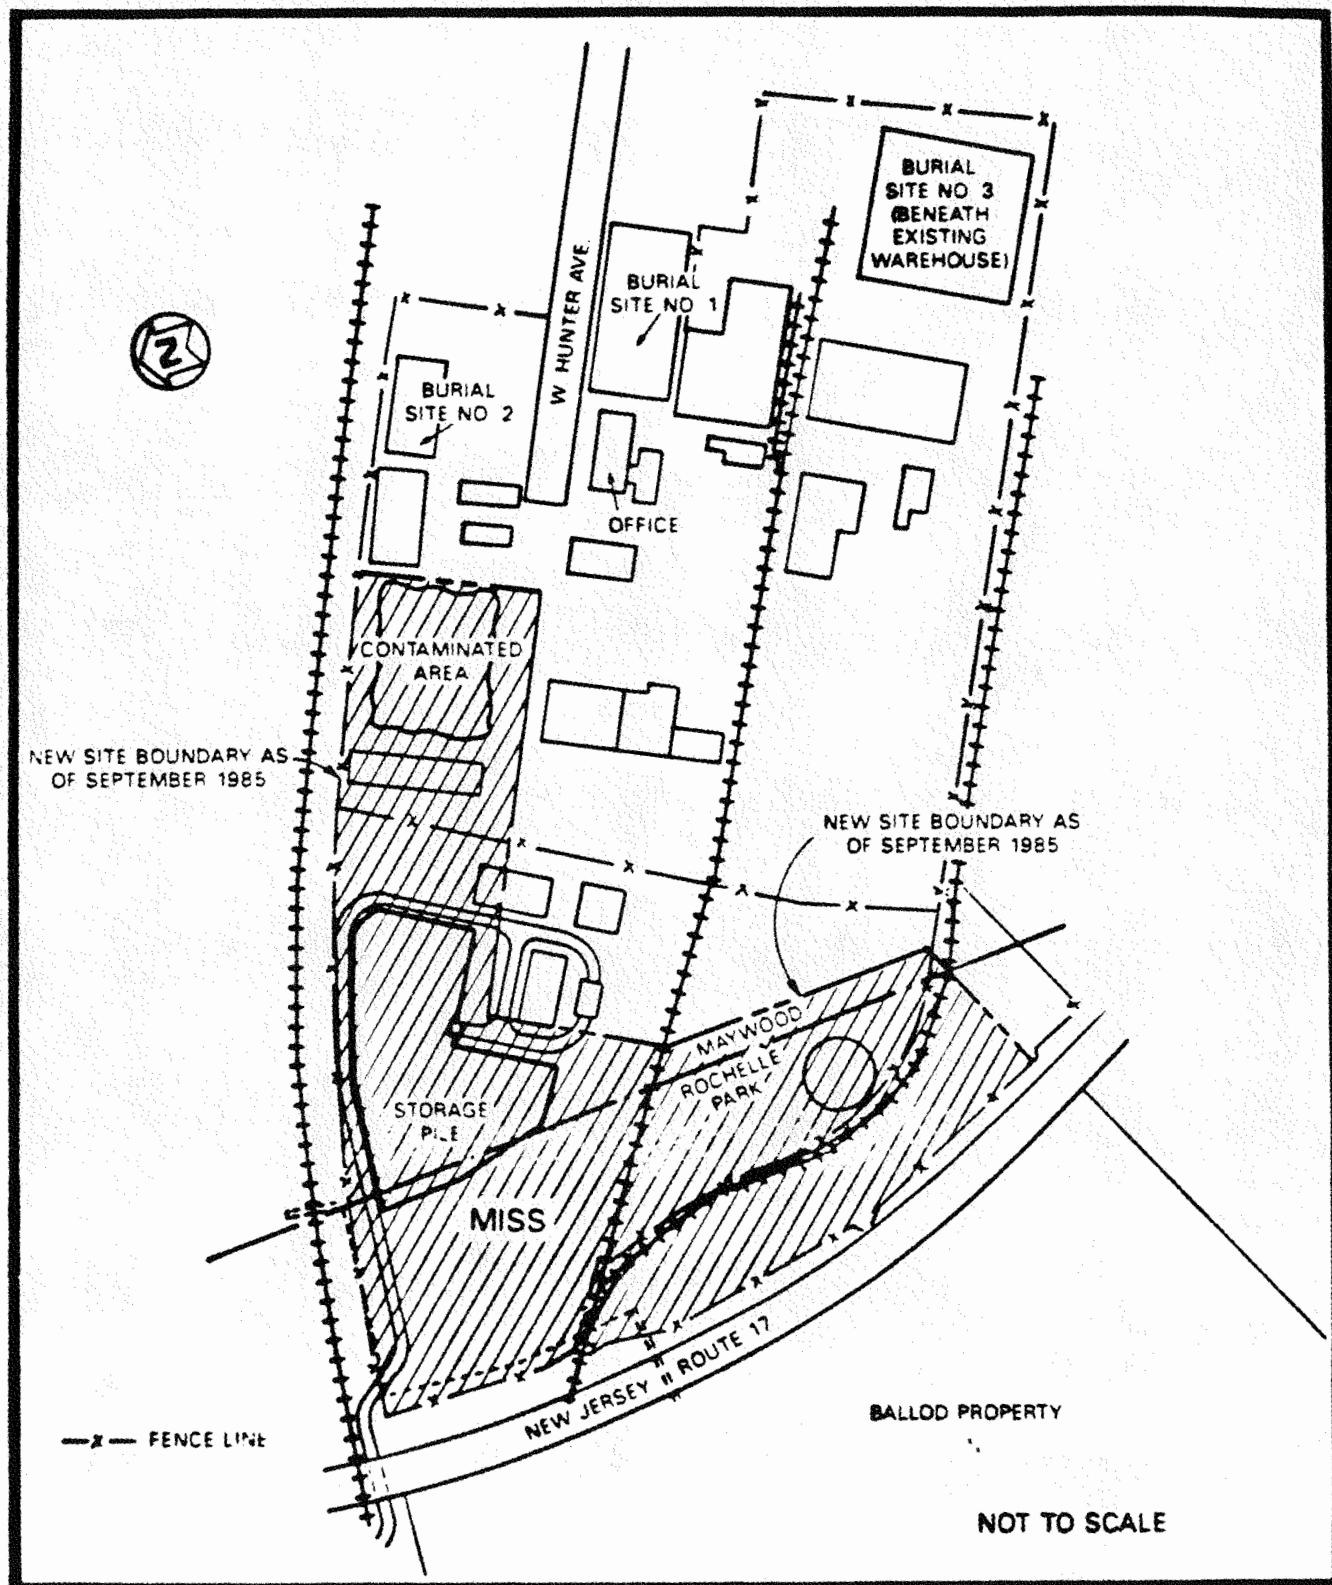 BURIAL
SITE NO 3
(BENEATH
EXISTING
WAREHOUSE)
W HUNTER AVE.
BURIAL
SITE NO 1
N
BURIAL
SITE NO 2
OFFICE
CONTAMINATED
AREA
NEW SITE BOUNDARY AS
OF SEPTEMBER 1985
NEW SITE BOUNDARY AS
OF SEPTEMBER 1985
MAYWOOD
ROCHELLE
PARK
STORAGE
PILE
MISS
NEW JERSEY ROUTE 17
BALLOD PROPERTY
x FENCE LINE
NOT TO SCALE